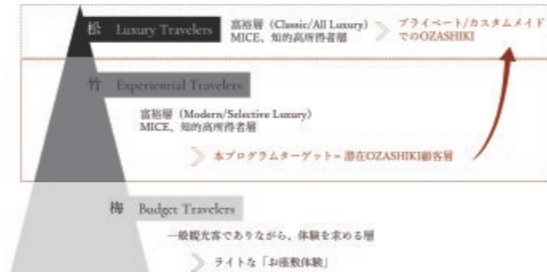 松 Luxury Travelers
富裕層（Classic/All Luxury）
MICE、知的高所得者層
プライベート/カスタムメイド
でのOZASHIKI
竹 Experiential Travelers
富裕層（Modern/Selective Luxury）
MICE、知的高所得者層
本プログラムターゲット= 潜在OZASHIKI顧客層
梅 Budget Travelers
一般観光客でありながら、体験を求める層
ライトな「お座敷体験」